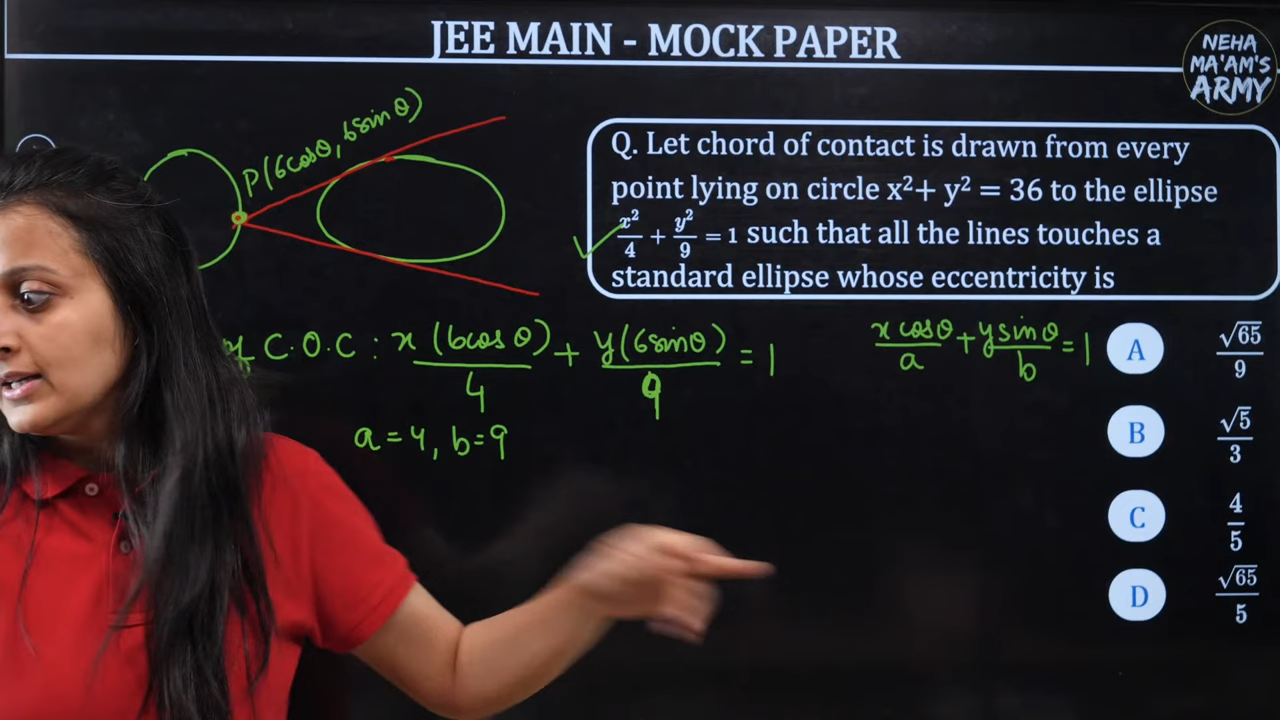 JEE MAIN - MOCK PAPER
NEHA
MA'AM'S
ARMY
P(6cosθ, 6sinθ)
Q. Let chord of contact is drawn from every
point lying on circle x²+ y² = 36 to the ellipse
x²/4 + y²/9 = 1 such that all the lines touches a
standard ellipse whose eccentricity is
of C.O.C : x (6cosθ)/4 + y(6sinθ)/9 = 1
x cosθ/a + y sinθ/b = 1
a = 4, b = 9
A √65/9
B √5/3
C 4/5
D √65/5